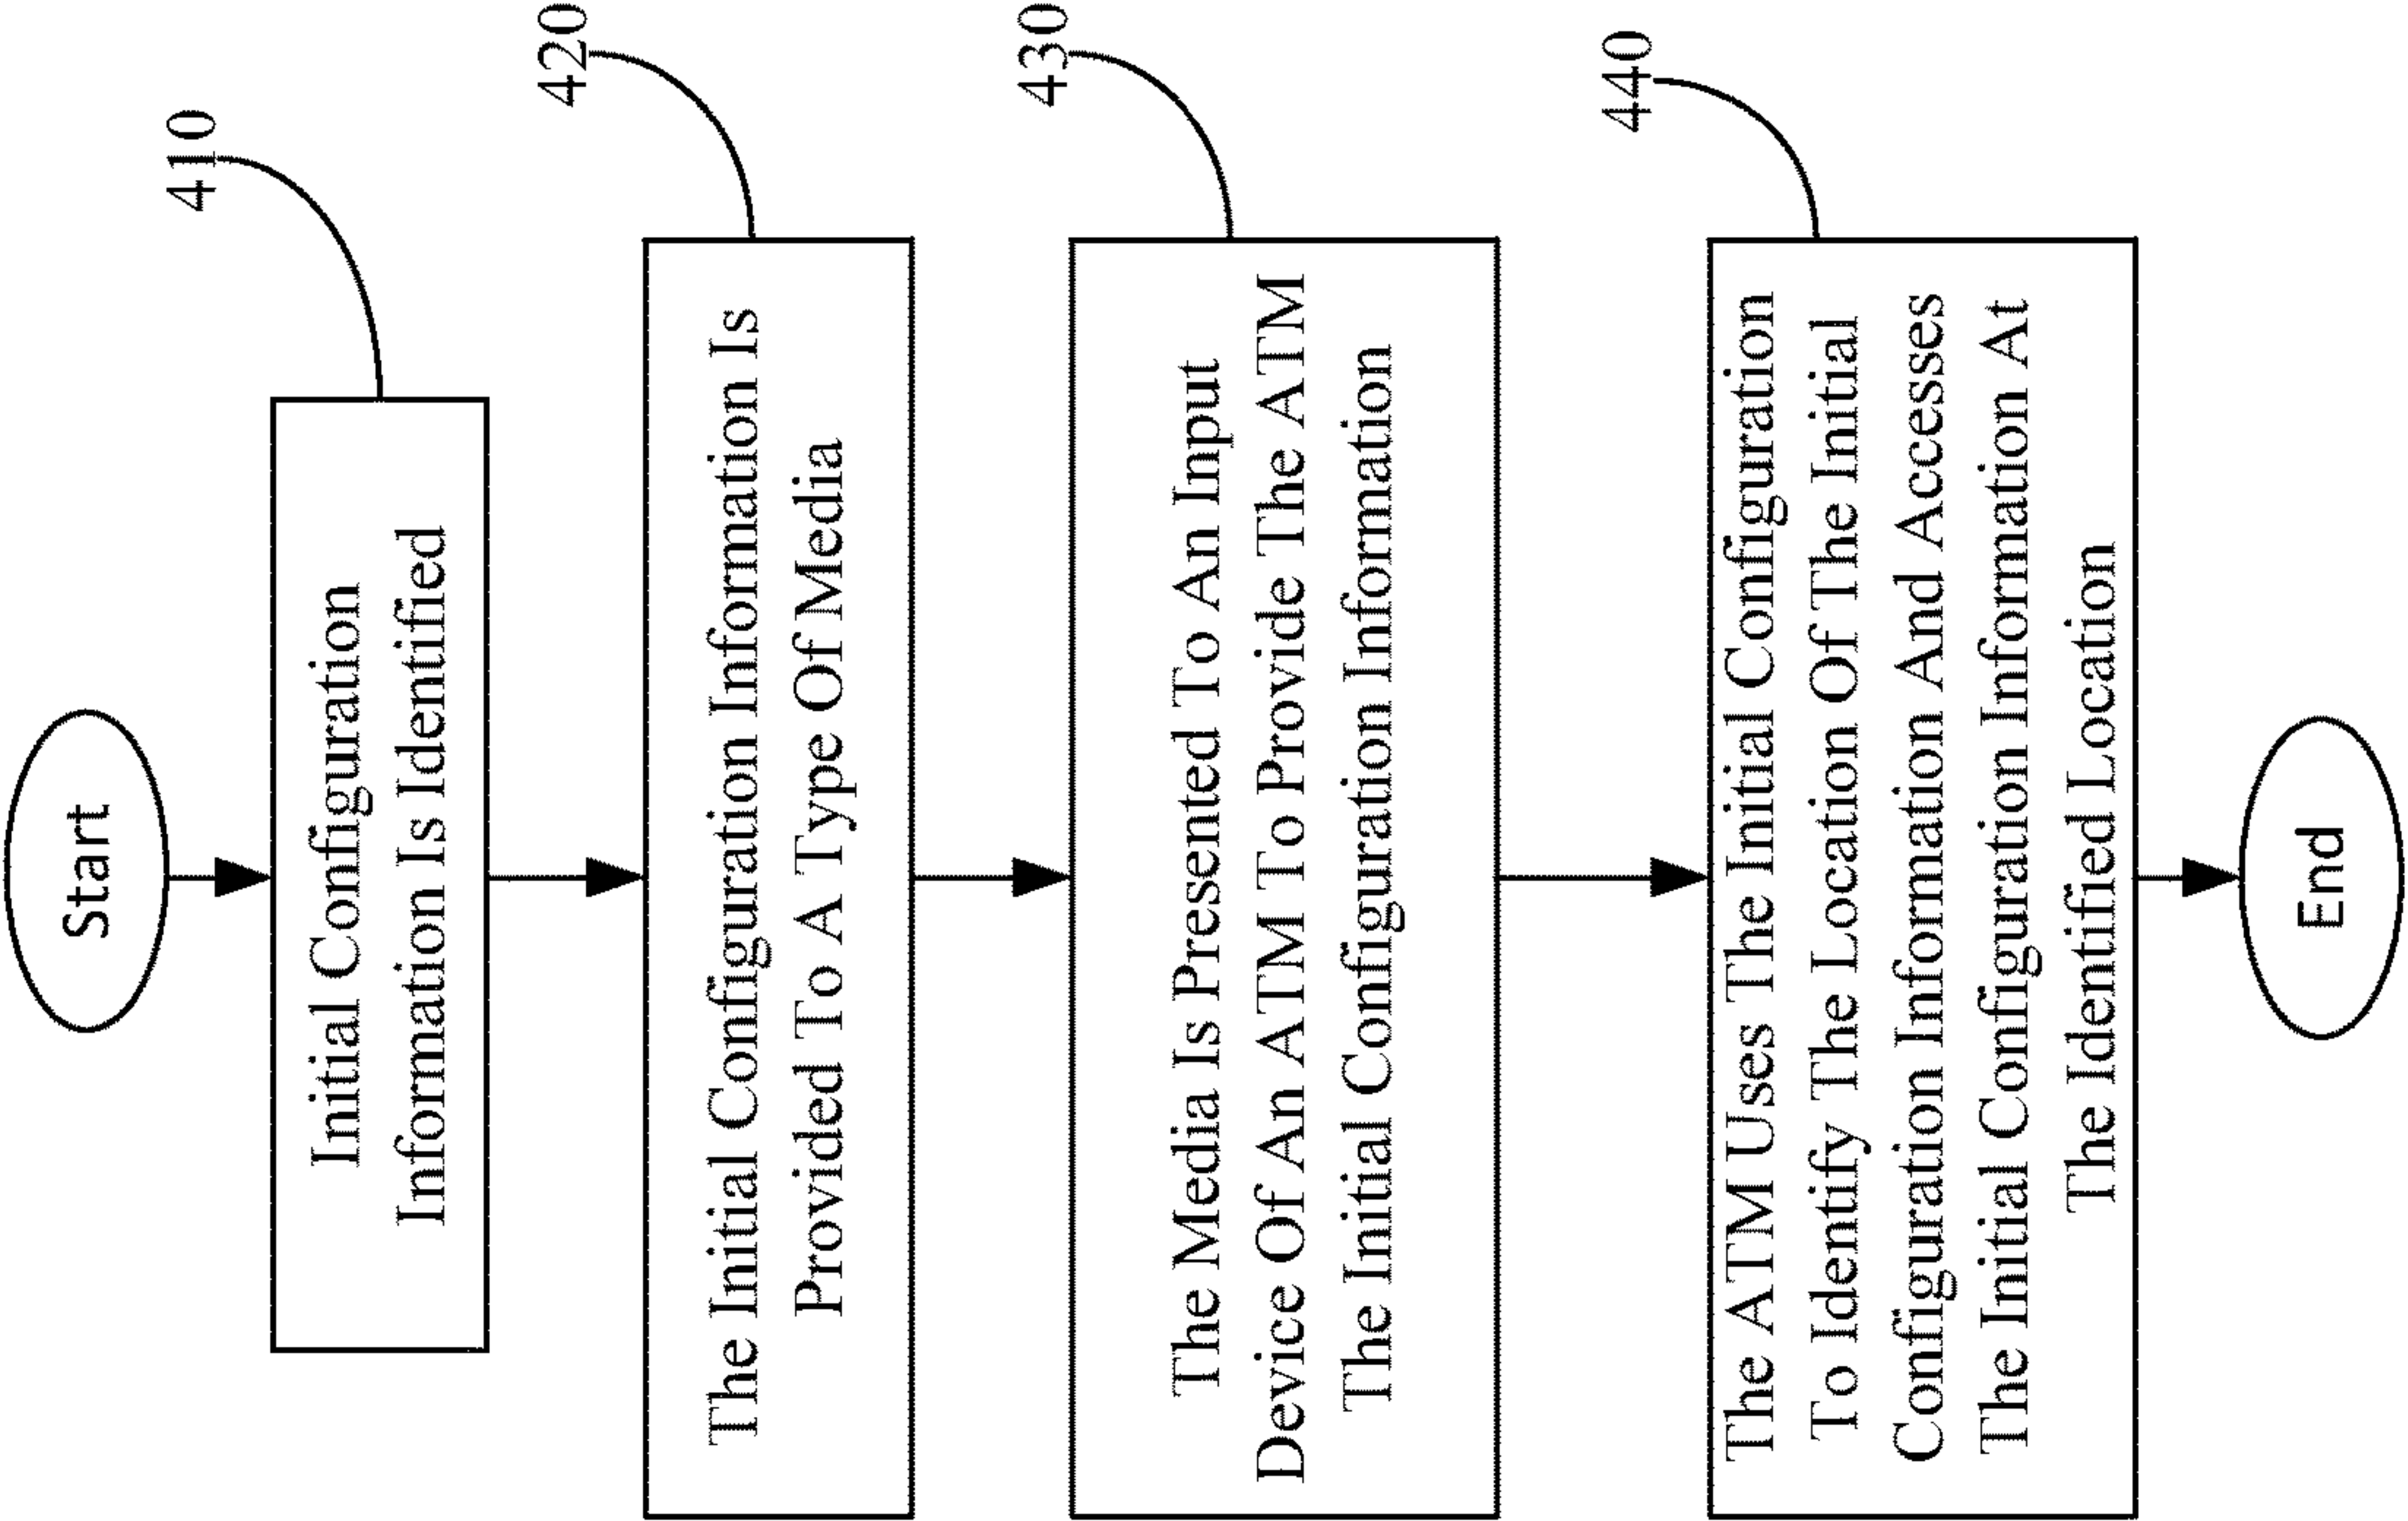 Start
410
Initial Configuration
Information Is Identified
420
The Initial Configuration Information Is
Provided To A Type Of Media
430
The Media Is Presented To An Input
Device Of An ATM To Provide The ATM
The Initial Configuration Information
440
The ATM Uses The Initial Configuration
To Identify The Location Of The Initial
Configuration Information And Accesses
The Initial Configuration Information At
The Identified Location
End